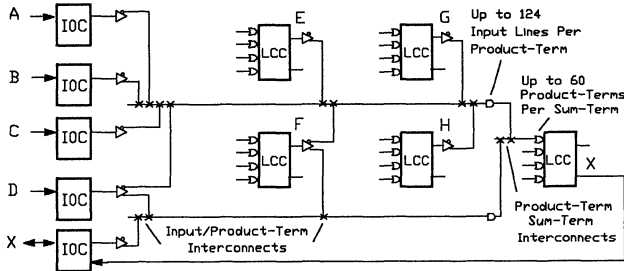 A
IOC
B
IOC
C
IOC
D
IOC
X
IOC
E
LCC
F
LCC
G
LCC
H
LCC
Up to 124
Input Lines Per
Product-Term
Up to 60
Product-Terms
Per Sum-Term
LCC
X
Input/Product-Term
Interconnects
Product-Term
Sum-Term
Interconnects